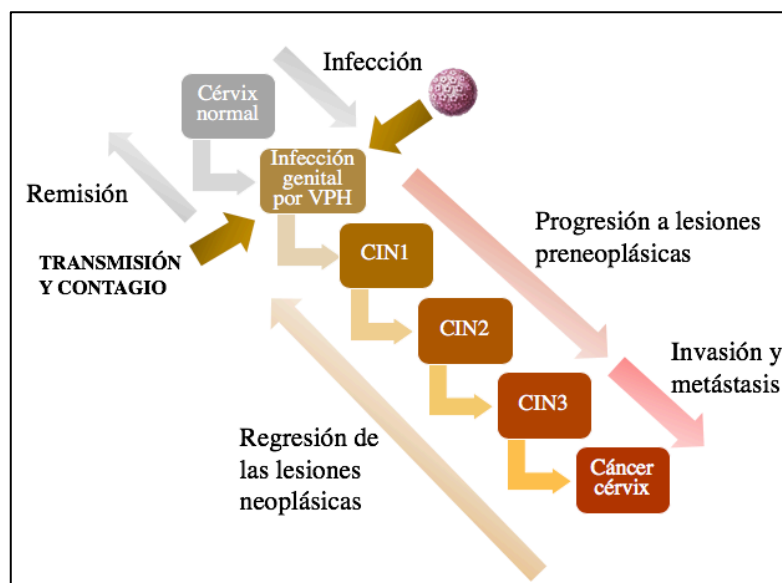 Infección
Cérvix
normal
Infección
genital
por VPH
Remisión
TRANSMISIÓN
Y CONTAGIO
Progresión a lesiones
preneoplásicas
CIN1
CIN2
Invasión y
metástasis
CIN3
Regresión de
las lesiones
neoplásicas
Cáncer
cérvix